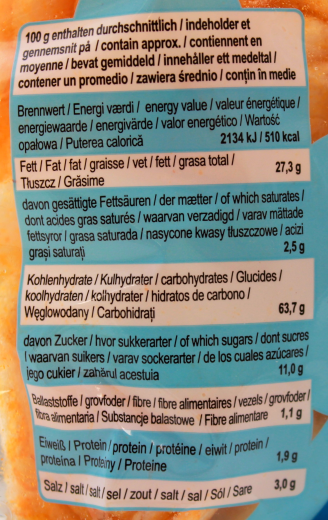 100 g enthalten durchschnittlich / indeholder et
gennemsnit på / contain approx. / contiennent en
moyenne / bevat gemiddeld / innehåller ett medeltal /
contener un promedio / zawiera średnio / conțin în medie
Brennwert / Energi værdi / energy value / valeur énergétique /
energiewaarde / energivärde / valor energético / Wartość
opałowa / Puterea calorică 2134 kJ / 510 kcal
Fett / Fat / fat / graisse / vet / fett / grasa total /
Tłuszcz / Grăsime 27,3 g
davon gesättigte Fettsäuren / der mætter / of which saturates /
dont acides gras saturés / waarvan verzadigd / varav mättade
fettsyror / grasa saturada / nasycone kwasy tłuszczowe / acizi
grași saturați 2,5 g
Kohlenhydrate / Kulhydrater / carbohydrates / Glucides /
koolhydraten / kolhydrater / hidratos de carbono /
Węglowodany / Carbohidrați 63,7 g
davon Zucker / hvor sukkerarter / of which sugars / dont sucres
/ waarvan suikers / varav sockerarter / de los cuales azúcares /
jego cukier / zahărul acestuia 11,0 g
Ballaststoffe / grovfoder / fibre / fibre alimentaires / vezels / grovfoder /
fibra alimentaria / Substancje balastowe / Fibre alimentare 1,1 g
Eiweiß / Protein / protein / protéine / eiwit / protein /
proteína / Proteiny / Proteine 1,9 g
Salz / salt / salt / sel / zout / salt / sal / Sól / Sare 3,0 g